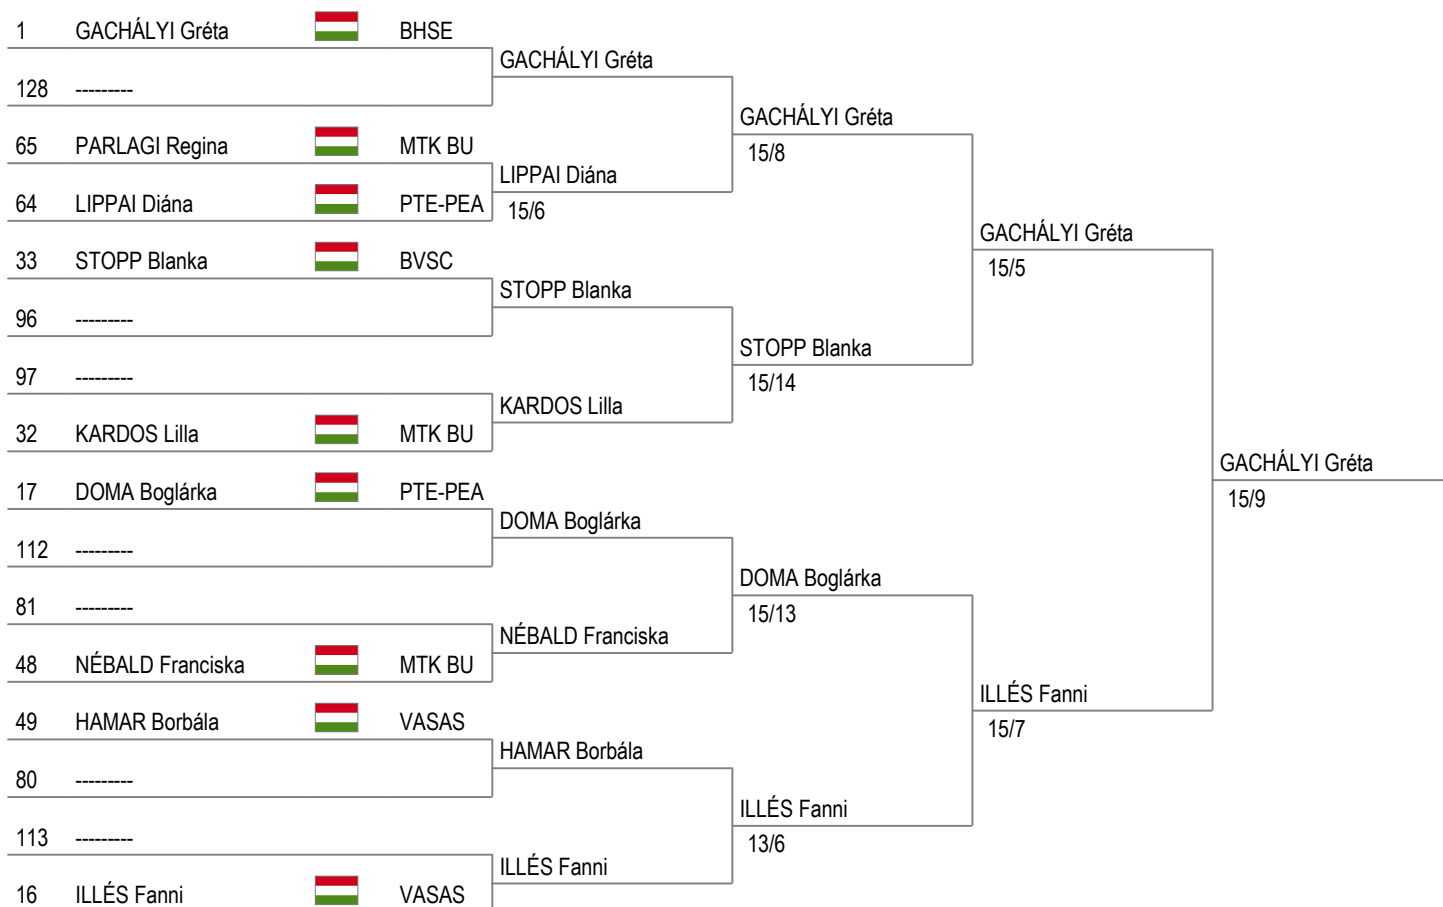 1 GACHÁLYI Gréta BHSE
128 ---------
65 PARLAGI Regina MTK BU
64 LIPPAI Diána PTE-PEA
33 STOPP Blanka BVSC
96 ---------
97 ---------
32 KARDOS Lilla MTK BU
17 DOMA Boglárka PTE-PEA
112 ---------
81 ---------
48 NÉBALD Franciska MTK BU
49 HAMAR Borbála VASAS
80 ---------
113 ---------
16 ILLÉS Fanni VASAS
GACHÁLYI Gréta
LIPPAI Diána
15/6
STOPP Blanka
KARDOS Lilla
DOMA Boglárka
NÉBALD Franciska
HAMAR Borbála
ILLÉS Fanni
GACHÁLYI Gréta
15/8
STOPP Blanka
15/14
DOMA Boglárka
15/13
ILLÉS Fanni
13/6
GACHÁLYI Gréta
15/5
ILLÉS Fanni
15/7
GACHÁLYI Gréta
15/9